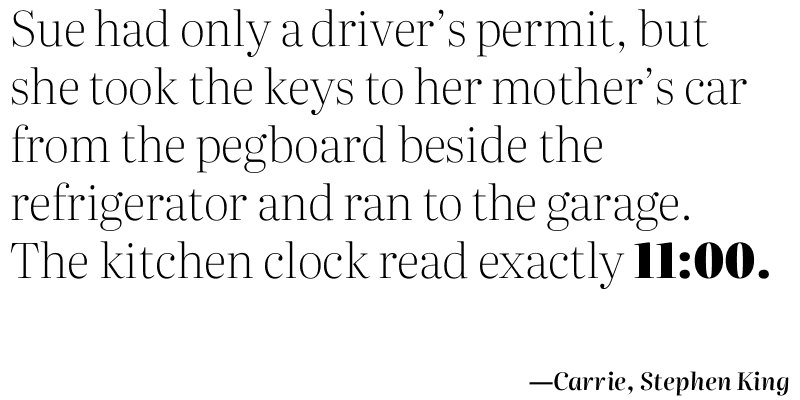 Sue had only a driver’s permit, but
she took the keys to her mother’s car
from the pegboard beside the
refrigerator and ran to the garage.
The kitchen clock read exactly 11:00.
—Carrie, Stephen King